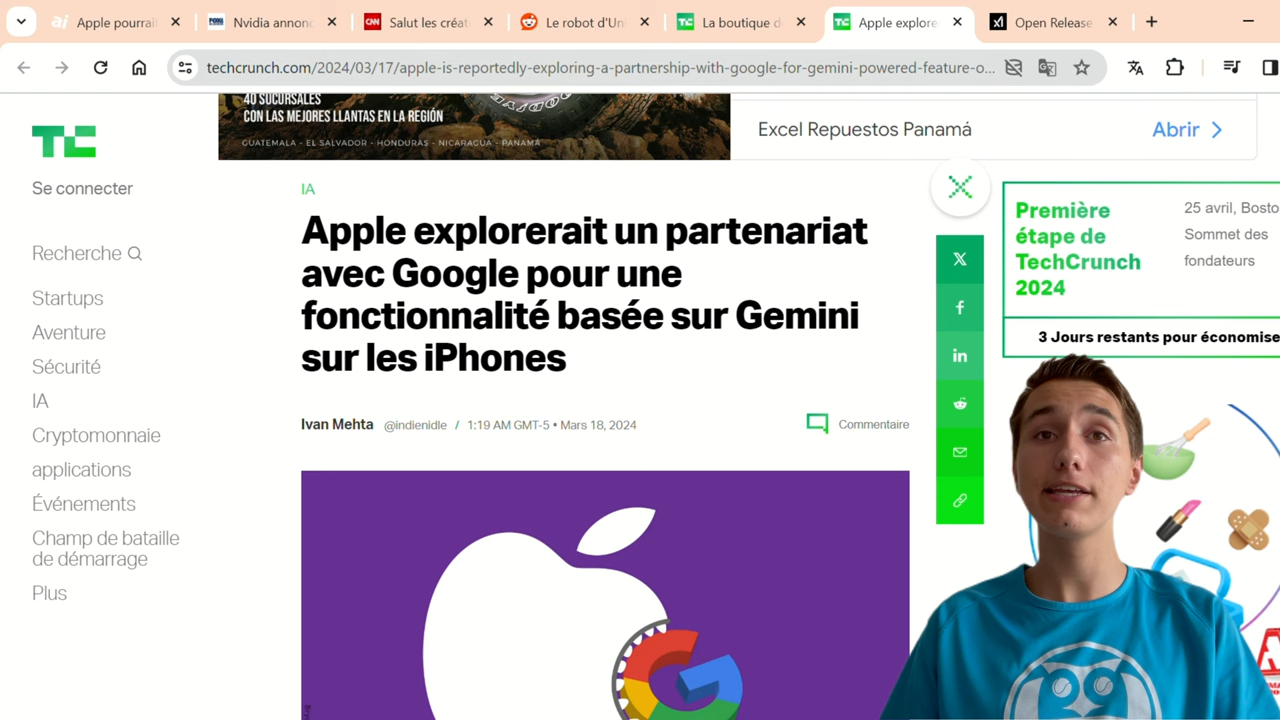 Apple pourrai
Nvidia annonc
Salut les créat
Le robot d'Un
La boutique d
Apple explore
Open Release
techcrunch.com/2024/03/17/apple-is-reportedly-exploring-a-partnership-with-google-for-gemini-powered-feature-o...
40 SUCURSALES
CON LAS MEJORES LLANTAS EN LA REGIÓN
GUATEMALA - EL SALVADOR - HONDURAS - NICARAGUA - PANAMÁ
Excel Repuestos Panamá
Abrir
TC
Se connecter
Recherche
Startups
Aventure
Sécurité
IA
Cryptomonnaie
applications
Événements
Champ de bataille
de démarrage
Plus
IA
Apple explorerait un partenariat
avec Google pour une
fonctionnalité basée sur Gemini
sur les iPhones
Ivan Mehta @indienidle / 1:19 AM GMT-5 • Mars 18, 2024
Commentaire
Première
étape de
TechCrunch
2024
25 avril, Bosto
Sommet des
fondateurs
3 Jours restants pour économise